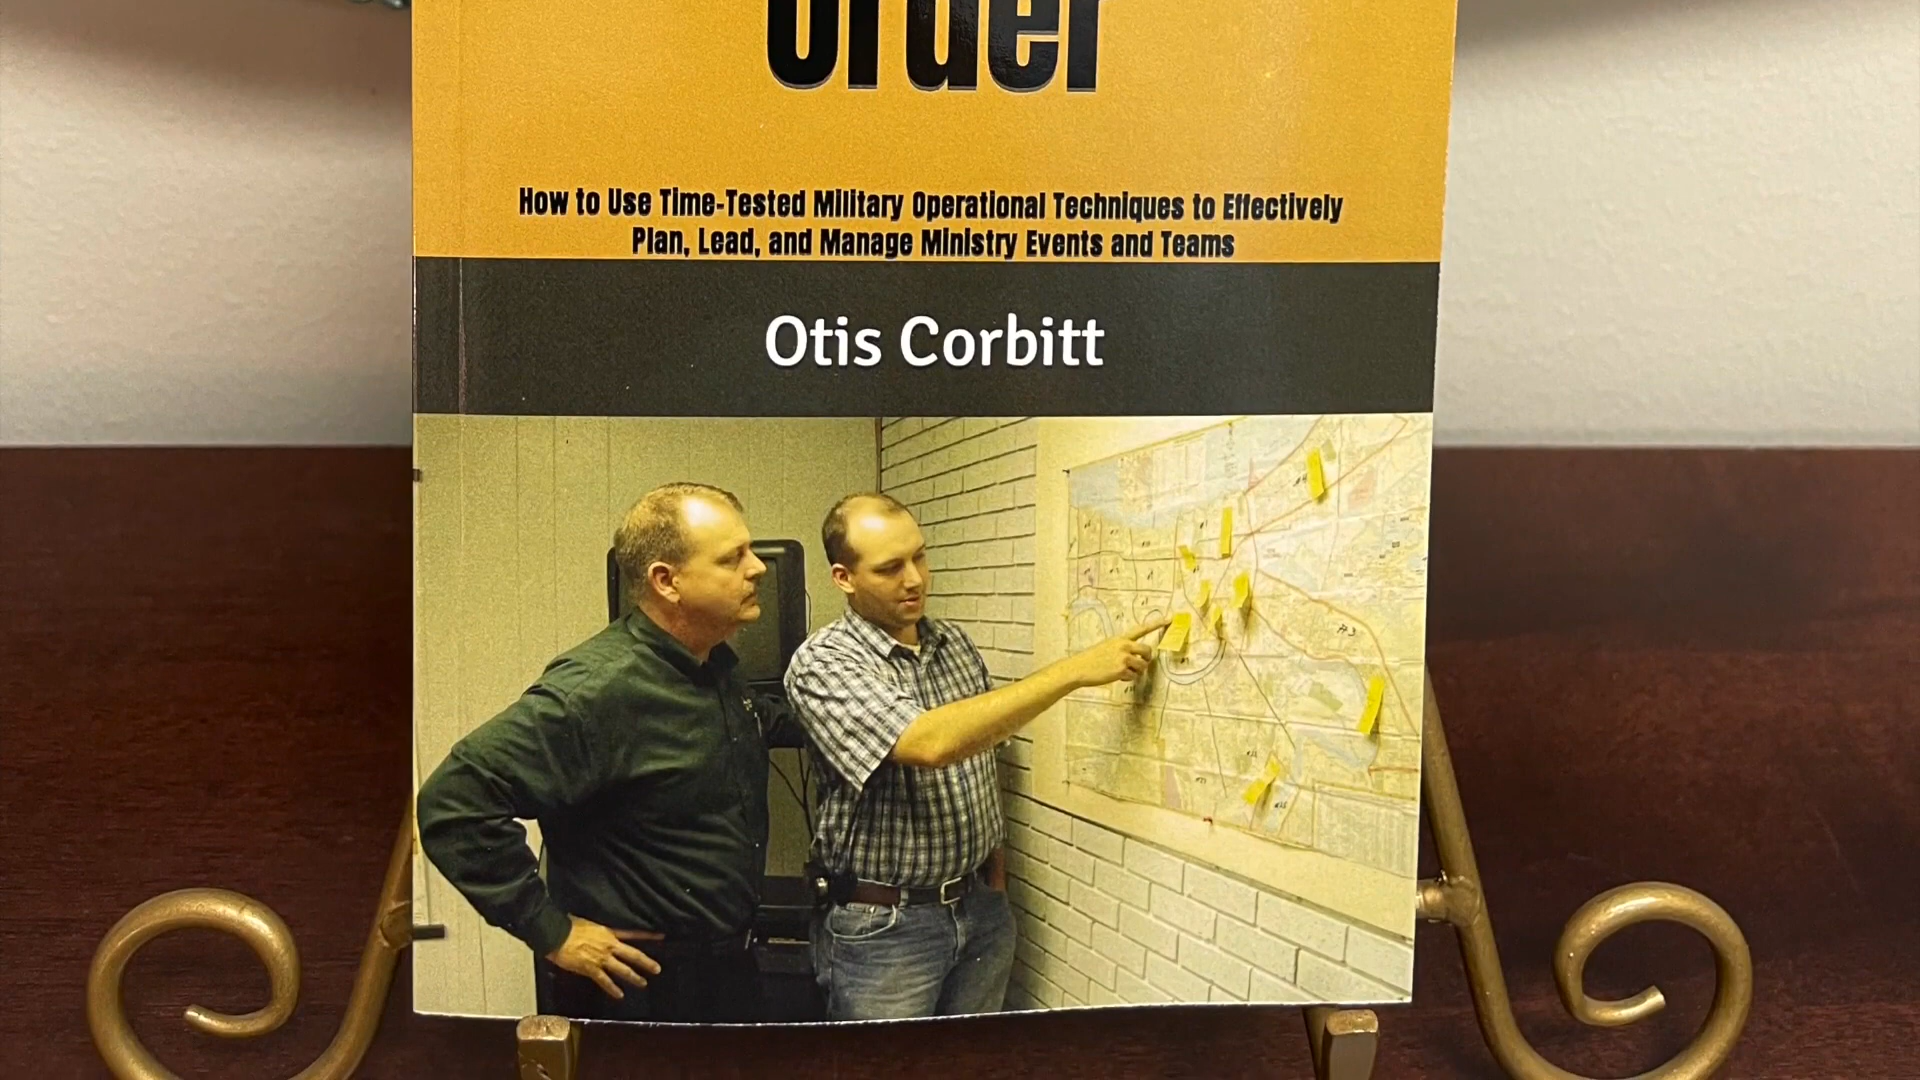 Order
How to Use Time-Tested Military Operational Techniques to Effectively
Plan, Lead, and Manage Ministry Events and Teams
Otis Corbitt